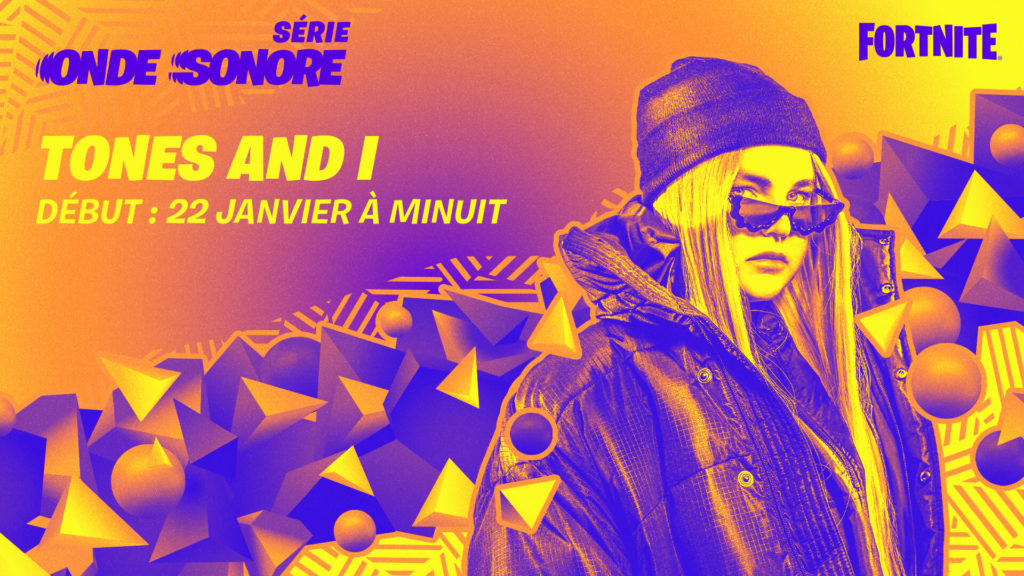 SÉRIE
ONDE SONORE
FORTNITE
TONES AND I
DÉBUT : 22 JANVIER À MINUIT